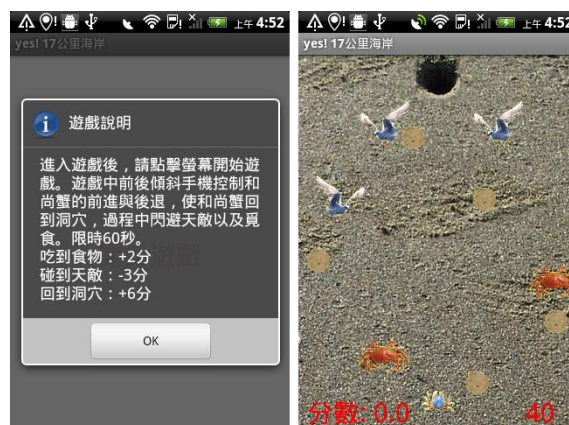 上午 4:52
yes! 17公里海岸
遊戲說明
進入遊戲後，請點擊螢幕開始遊
戲。遊戲中前後傾斜手機控制和
尚蟹的前進與後退，使和尚蟹回
到洞穴，過程中閃避天敵以及覓
食。限時60秒。
吃到食物：+2分
碰到天敵：-3分
回到洞穴：+6分
OK
上午 4:52
yes! 17公里海岸
分數: 0.0
40